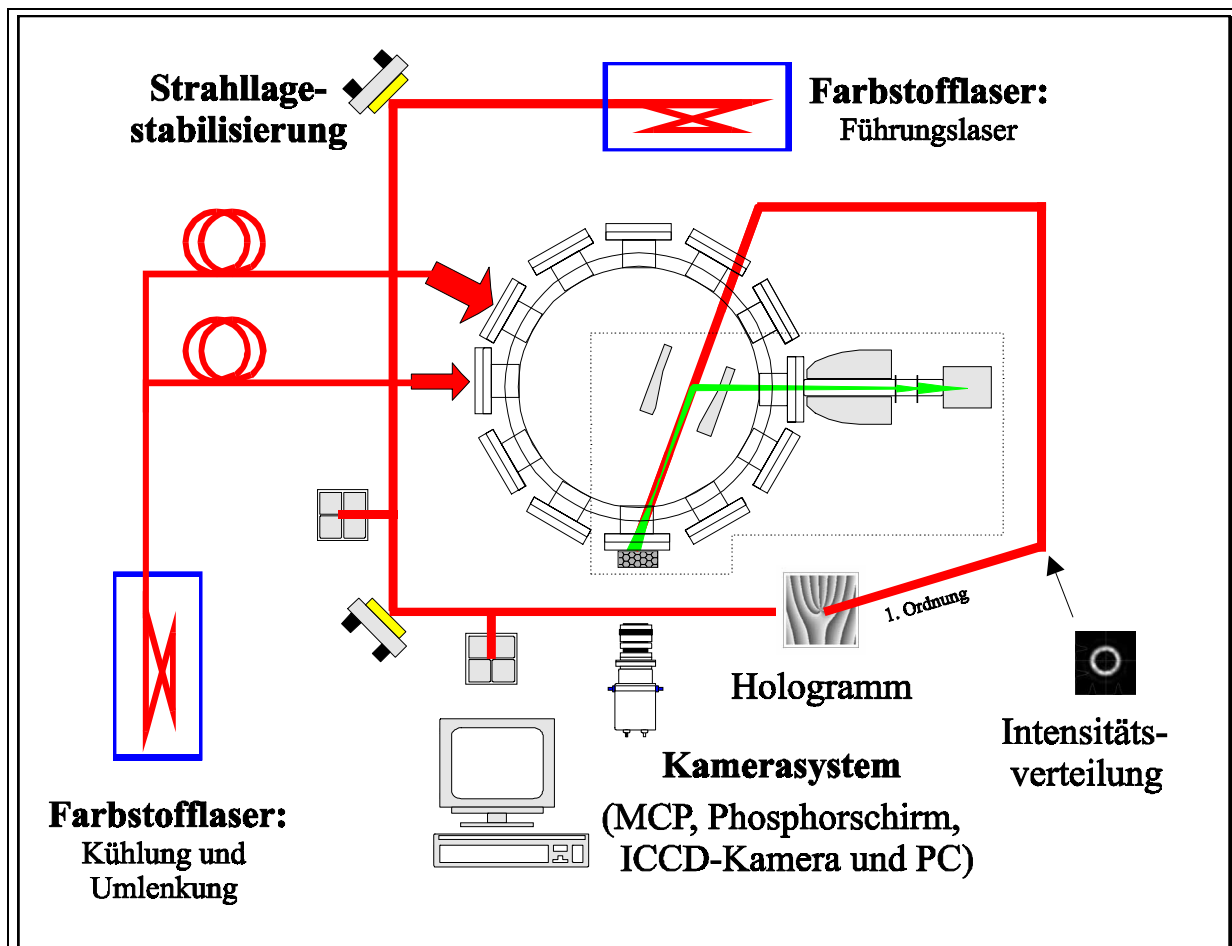 Strahllage-
stabilisierung
Farbstofflaser:
Führungslaser
1. Ordnung
Hologramm
Intensitäts-
verteilung
Kamerasystem
(MCP, Phosphorschirm,
ICCD-Kamera und PC)
Farbstofflaser:
Kühlung und
Umlenkung